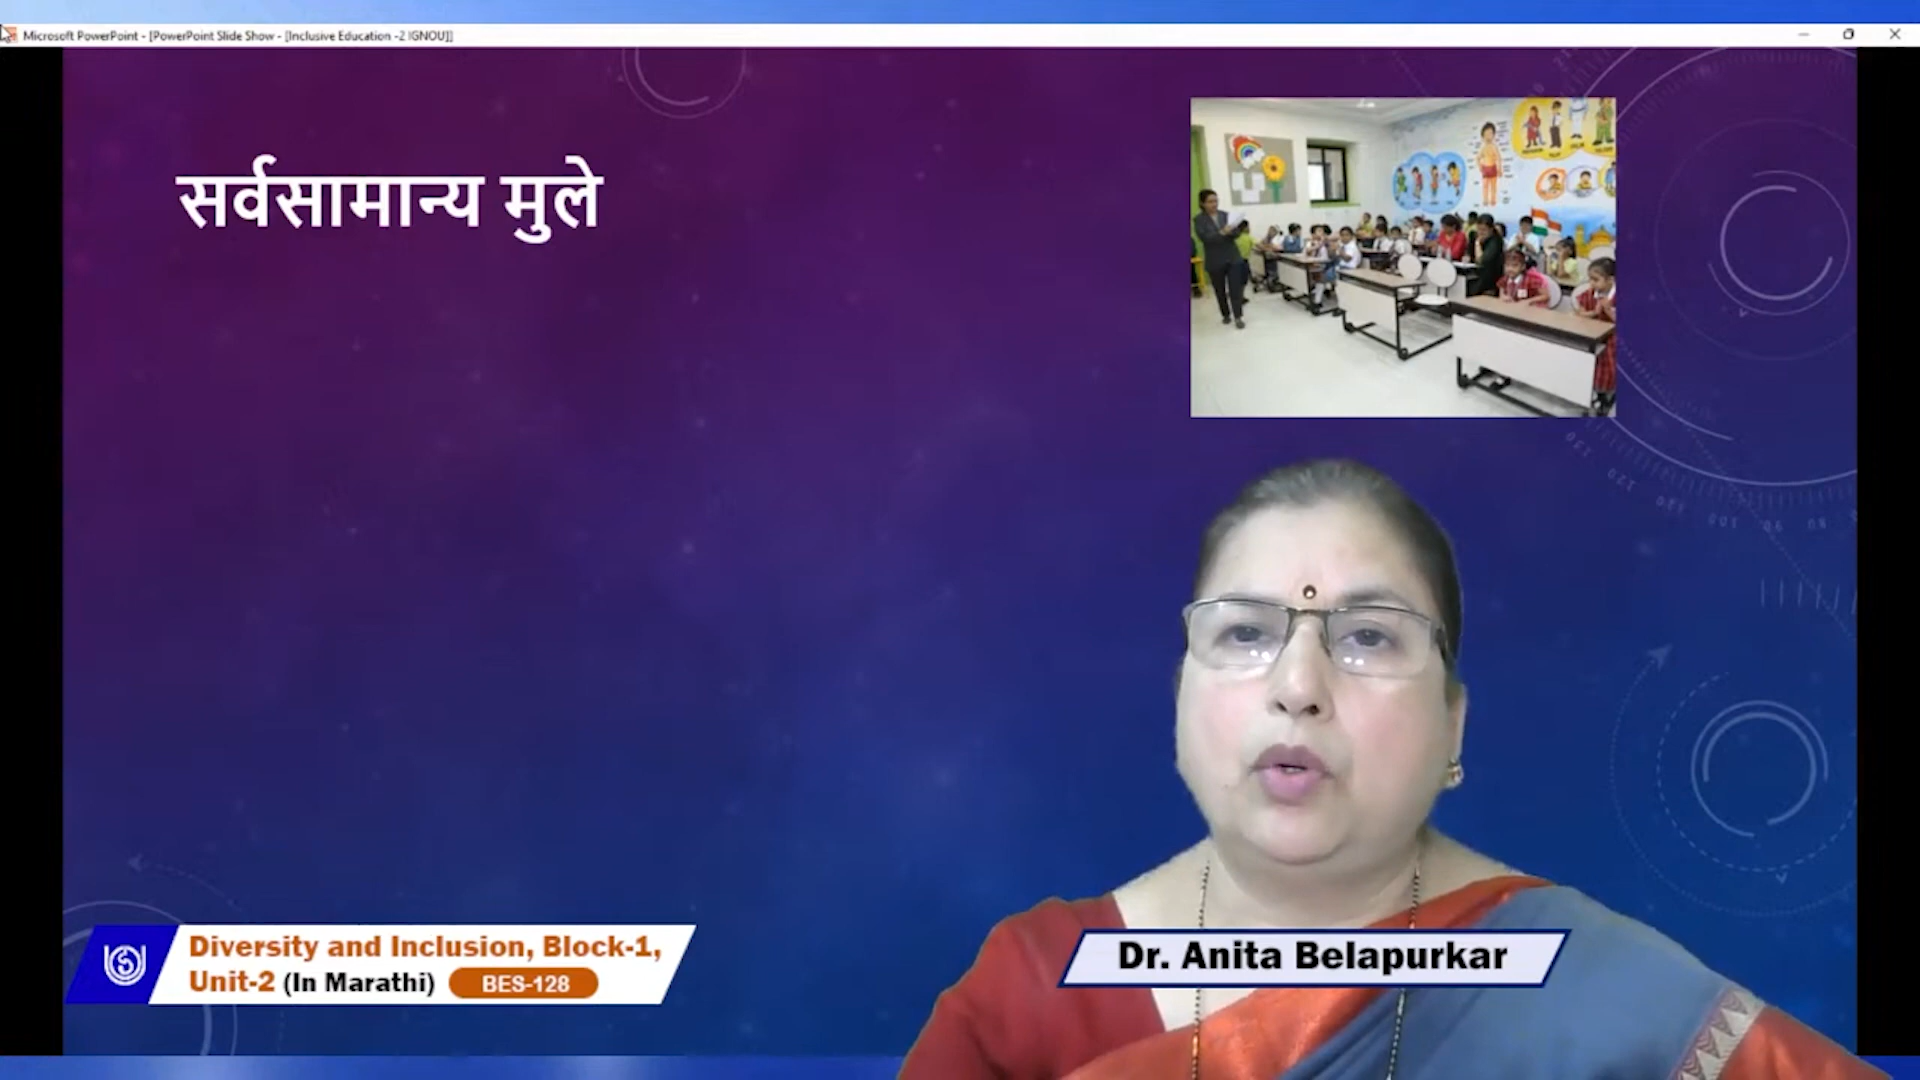 Microsoft PowerPoint - [PowerPoint Slide Show - [Inclusive Education -2 IGNOU]]
सर्वसामान्य मुले
Diversity and Inclusion, Block-1,
Unit-2 (In Marathi) BES-128
Dr. Anita Belapurkar